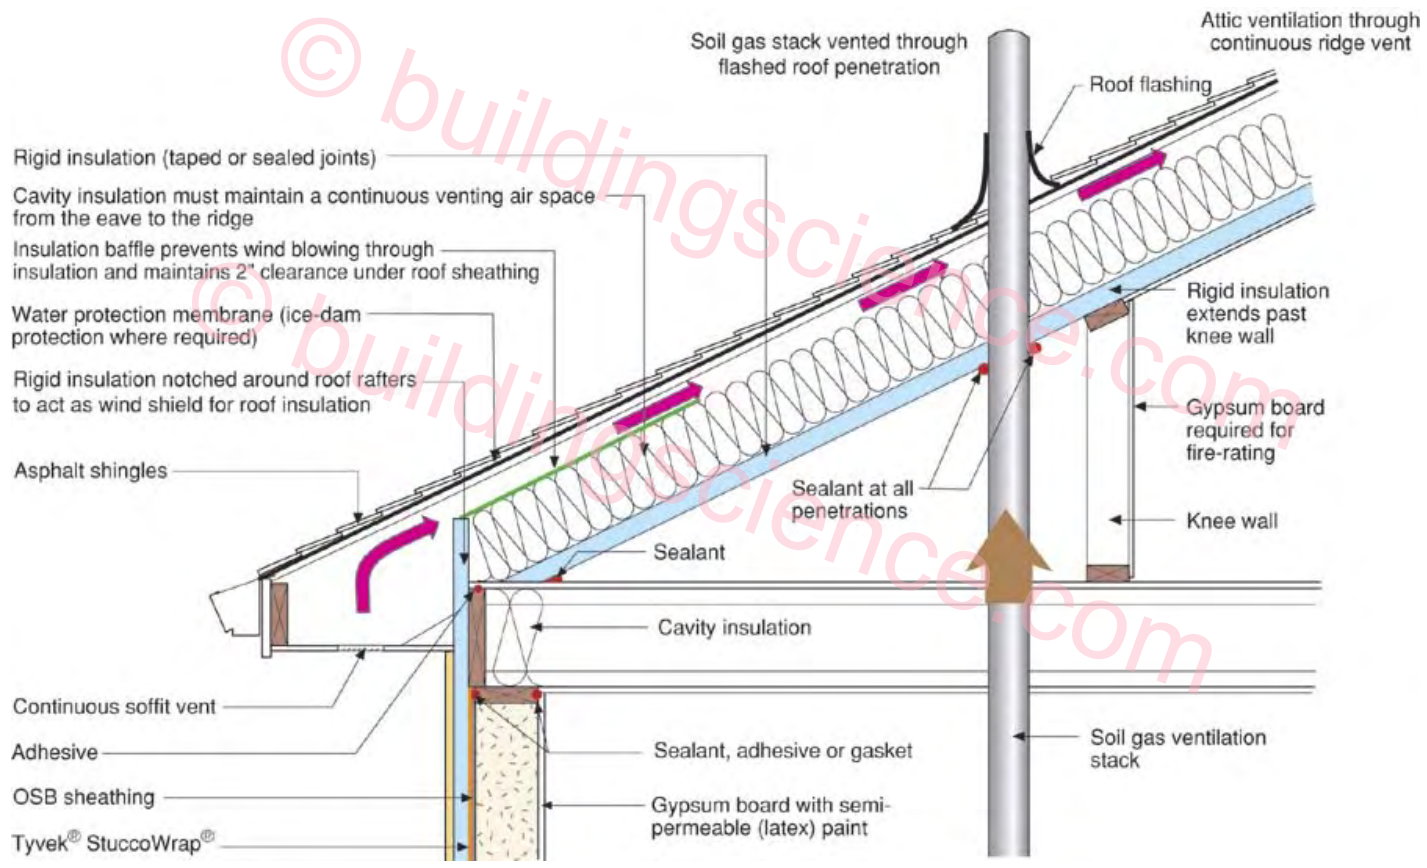 Soil gas stack vented through
flashed roof penetration
Attic ventilation through
continuous ridge vent
Roof flashing
Rigid insulation (taped or sealed joints)
Cavity insulation must maintain a continuous venting air space
from the eave to the ridge
Insulation baffle prevents wind blowing through
insulation and maintains 2" clearance under roof sheathing
Water protection membrane (ice-dam
protection where required)
Rigid insulation notched around roof rafters
to act as wind shield for roof insulation
Asphalt shingles
Rigid insulation
extends past
knee wall
Gypsum board
required for
fire-rating
Sealant at all
penetrations
Knee wall
Sealant
Cavity insulation
Continuous soffit vent
Adhesive
OSB sheathing
Tyvek® StuccoWrap®
Sealant, adhesive or gasket
Gypsum board with semi-
permeable (latex) paint
Soil gas ventilation
stack
© buildingscience.com
© buildingscience.com